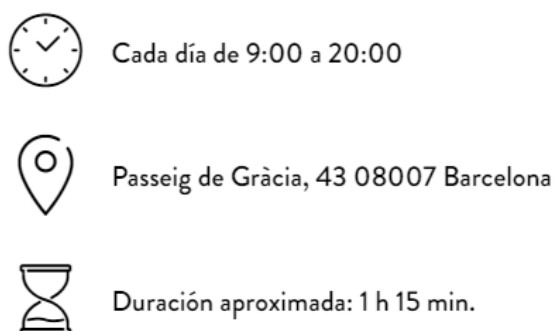 Cada día de 9:00 a 20:00
Passeig de Gràcia, 43 08007 Barcelona
Duración aproximada: 1 h 15 min.